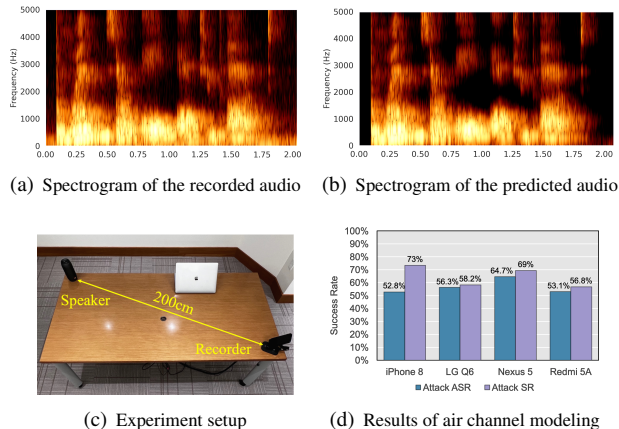 5000
4000
3000
2000
1000
0
Frequency (Hz)
0.00 0.25 0.50 0.75 1.00 1.25 1.50 1.75 2.00
5000
4000
3000
2000
1000
0
Frequency (Hz)
0.00 0.25 0.50 0.75 1.00 1.25 1.50 1.75 2.00
(a) Spectrogram of the recorded audio
(b) Spectrogram of the predicted audio
Speaker
200cm
Recorder
100%
90%
80%
70%
60%
50%
40%
30%
20%
10%
0%
Success Rate
52.8% 73% 56.3% 58.2% 64.7% 69% 53.1% 56.8%
iPhone 8 LG Q6 Nexus 5 Redmi 5A
Attack ASR Attack SR
(c) Experiment setup
(d) Results of air channel modeling